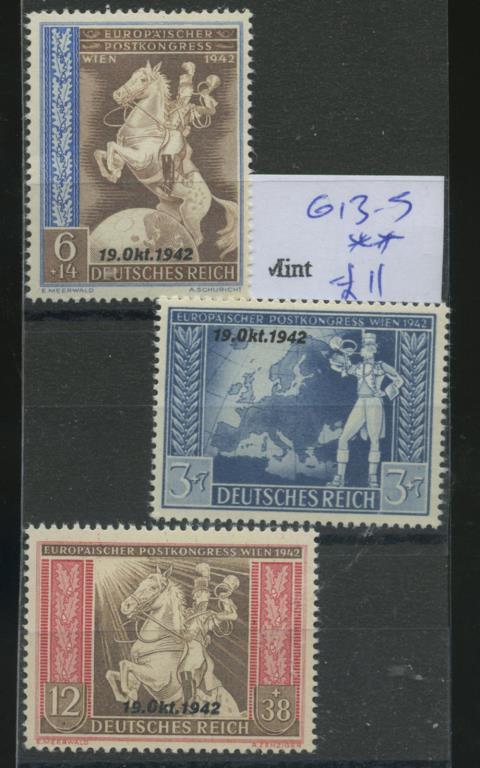 EUROPÄISCHER
POSTKONGRESS
WIEN 1942
6
+14
19.Okt.1942
DEUTSCHES REICH
E.MEERWALD A.SCHURICHT
613-5
**
Mint
£11
EUROPÄISCHER POSTKONGRESS WIEN 1942
19.Okt.1942
3+7 DEUTSCHES REICH 3+7
EUROPÄISCHER POSTKONGRESS WIEN 1942
19.Okt.1942
12 DEUTSCHES REICH +38
E.MEERWALD A.ZENZIGER